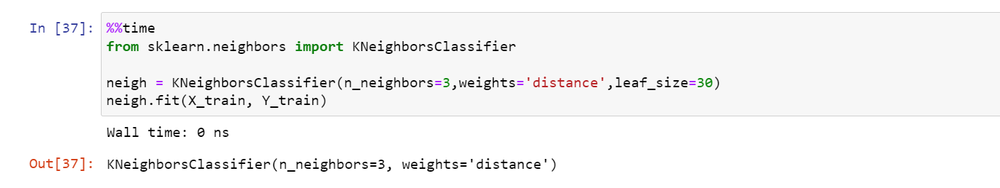 In [37]: %%time
from sklearn.neighbors import KNeighborsClassifier
neigh = KNeighborsClassifier(n_neighbors=3,weights='distance',leaf_size=30)
neigh.fit(X_train, Y_train)
Wall time: 0 ns
Out[37]: KNeighborsClassifier(n_neighbors=3, weights='distance')